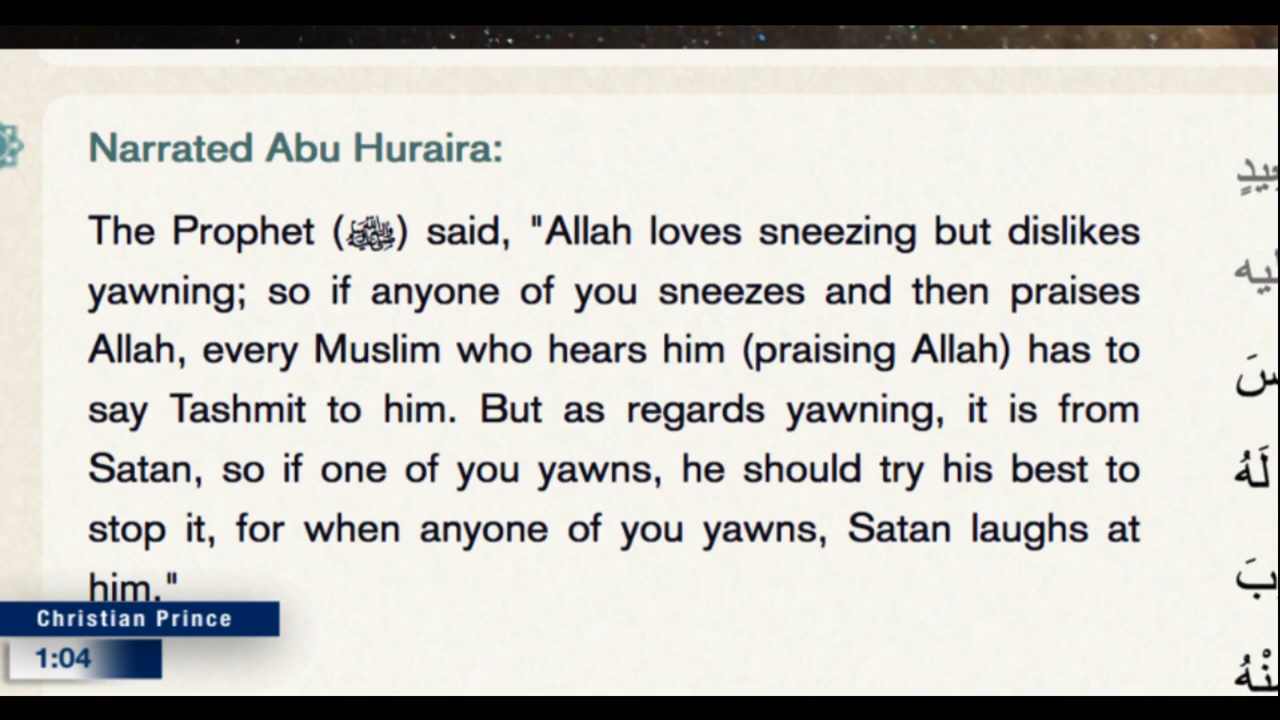 Narrated Abu Huraira:
The Prophet (ﷺ) said, "Allah loves sneezing but dislikes
yawning; so if anyone of you sneezes and then praises
Allah, every Muslim who hears him (praising Allah) has to
say Tashmit to him. But as regards yawning, it is from
Satan, so if one of you yawns, he should try his best to
stop it, for when anyone of you yawns, Satan laughs at
him."
Christian Prince
1:04
لَهُ